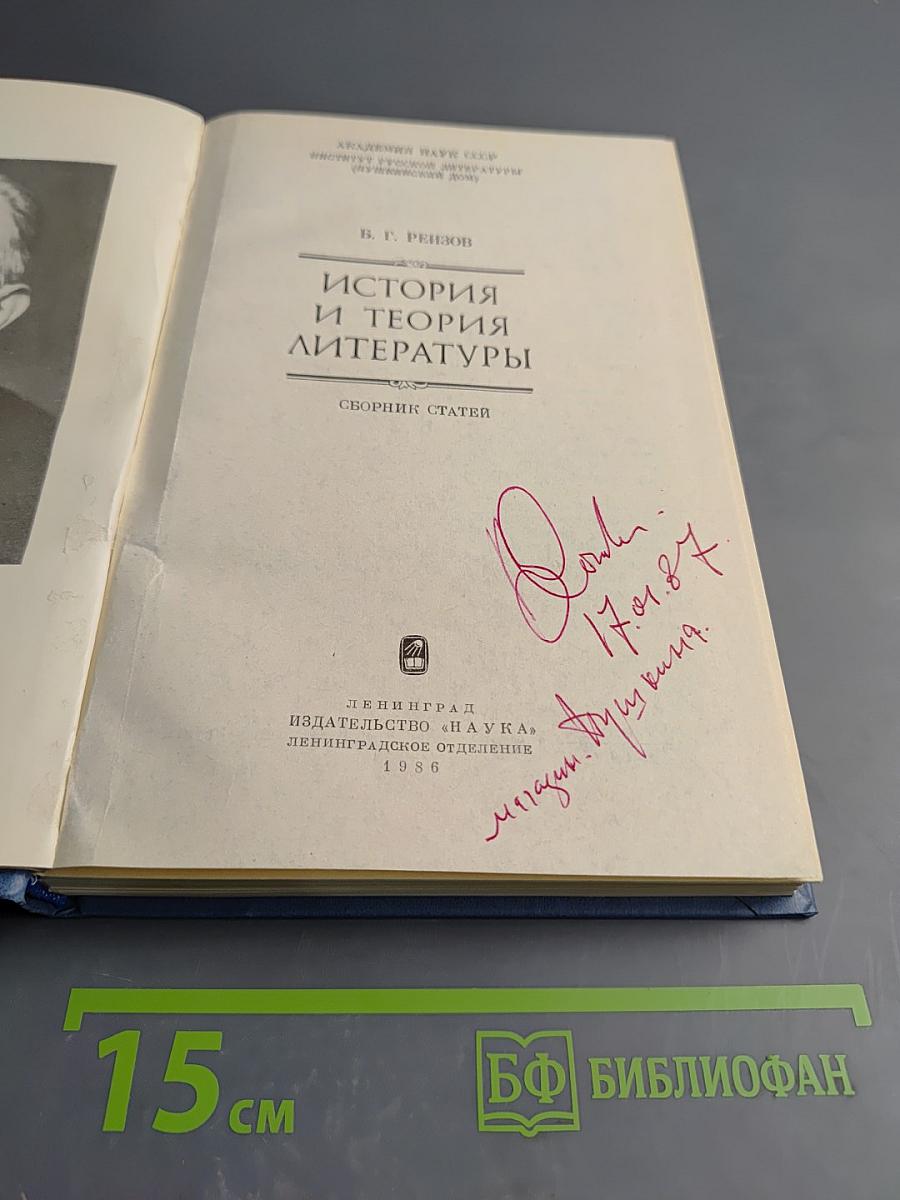 АКАДЕМИЯ НАУК СССР
ИНСТИТУТ РУССКОЙ ЛИТЕРАТУРЫ
(ПУШКИНСКИЙ ДОМ)
Б. Г. РЕИЗОВ
ИСТОРИЯ
И ТЕОРИЯ
ЛИТЕРАТУРЫ
СБОРНИК СТАТЕЙ
17.01.87.
магазин. Пушкина.
ЛЕНИНГРАД
ИЗДАТЕЛЬСТВО «НАУКА»
ЛЕНИНГРАДСКОЕ ОТДЕЛЕНИЕ
1986
15 см
БФ БИБЛИОФАН